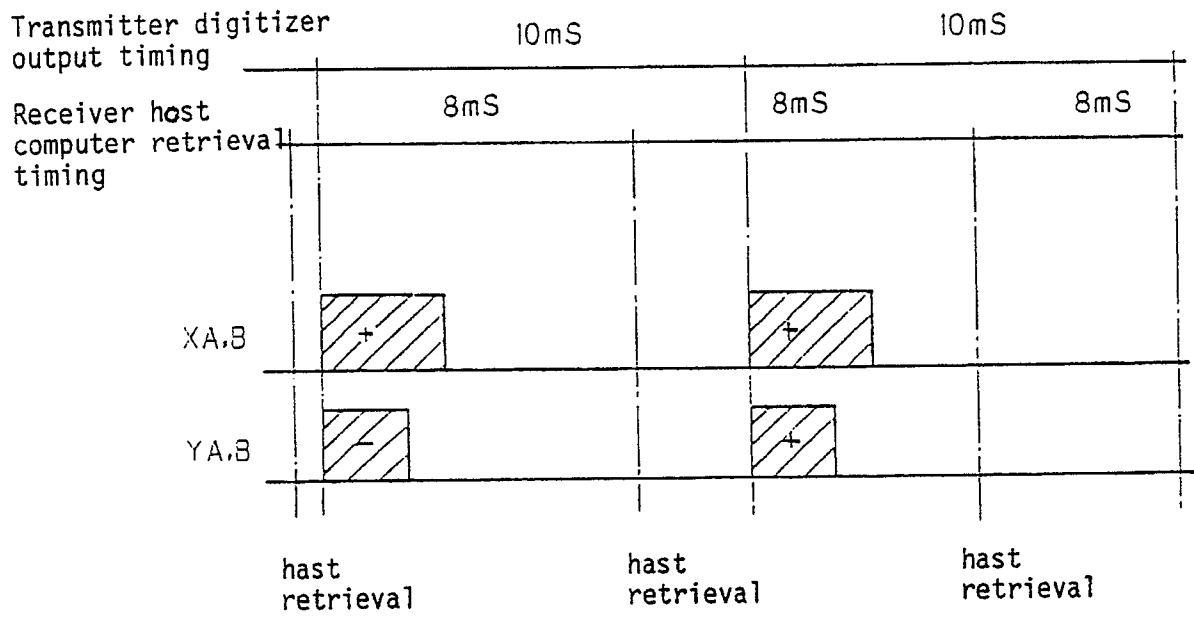 Transmitter digitizer
output timing
10mS
10mS
Receiver host
computer retrieval
timing
8mS
8mS
8mS
XA,B
+
+
YA,B
−
+
hast
retrieval
hast
retrieval
hast
retrieval